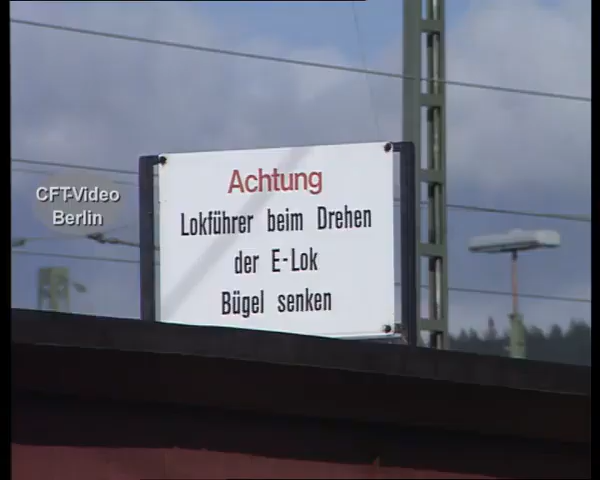 CFT-Video
Berlin
Achtung
Lokführer beim Drehen
der E-Lok
Bügel senken